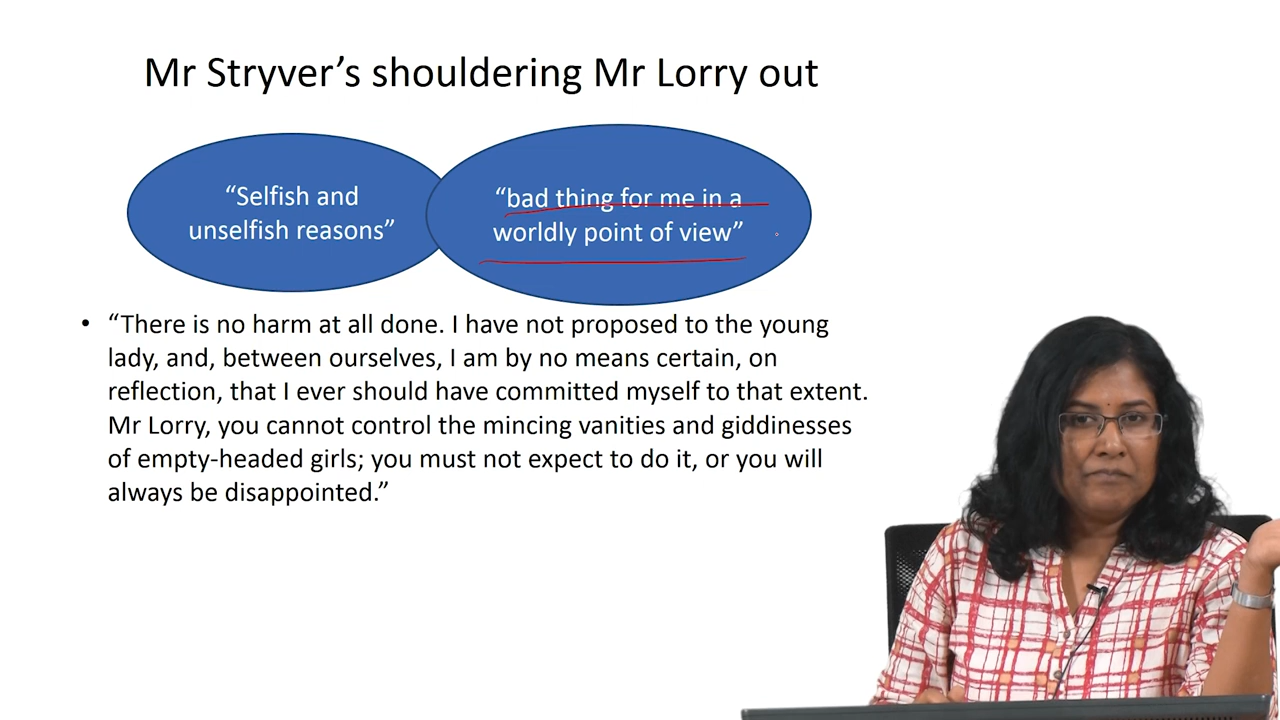 Mr Stryver’s shouldering Mr Lorry out
“Selfish and
unselfish reasons”
“bad thing for me in a
worldly point of view”
• “There is no harm at all done. I have not proposed to the young
lady, and, between ourselves, I am by no means certain, on
reflection, that I ever should have committed myself to that extent.
Mr Lorry, you cannot control the mincing vanities and giddinesses
of empty-headed girls; you must not expect to do it, or you will
always be disappointed.”